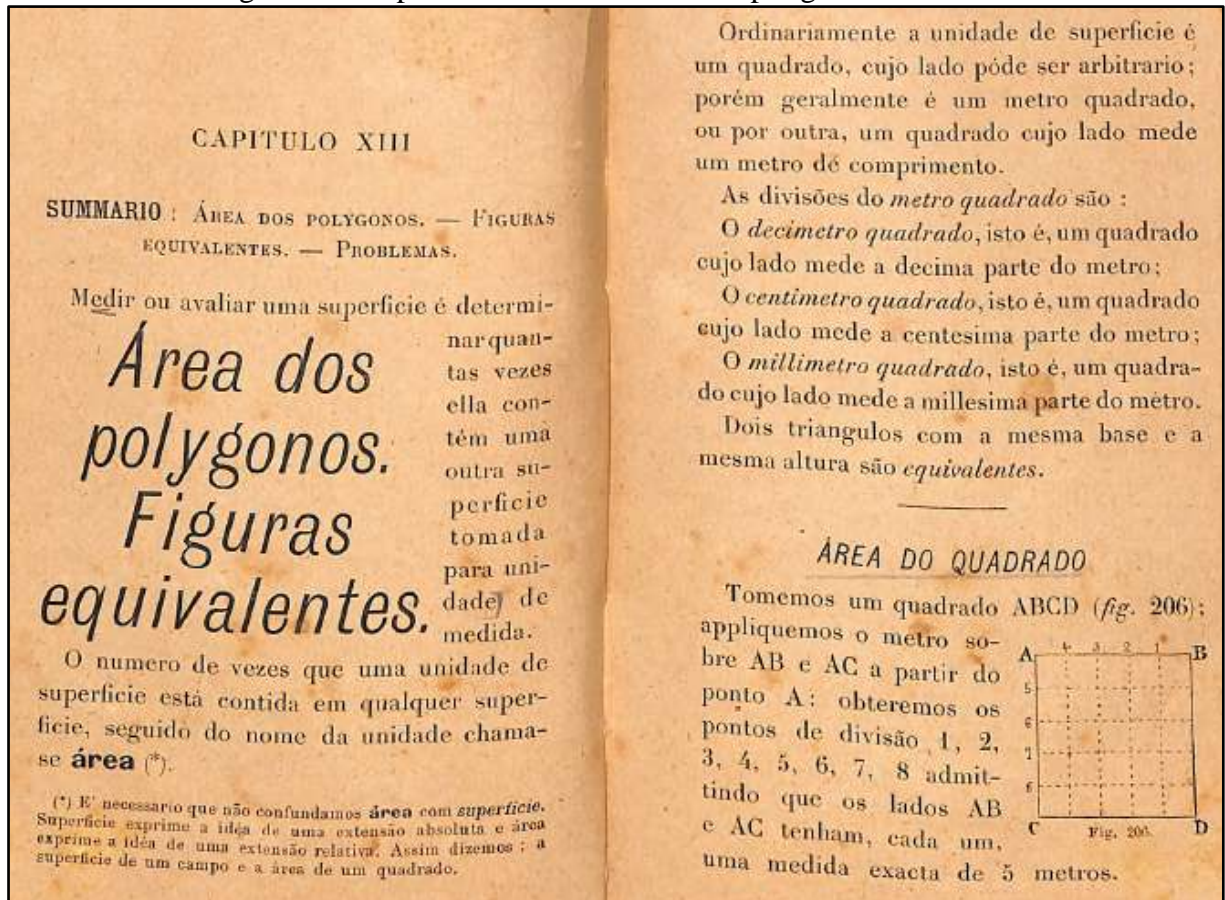 CAPITULO XIII
SUMMARIO : ÁREA DOS POLYGONOS. — FIGURAS
EQUIVALENTES. — PROBLEMAS.
Medir ou avaliar uma superficie é determi-
Área dos
polygonos.
Figuras
equivalentes.
nar quan-
tas vezes
ella con-
têm uma
outra su-
perficie
tomada
para uni-
dade) de
medida.
O numero de vezes que uma unidade de
superficie está contida em qualquer super-
ficie, seguido do nome da unidade chama-
se área (*).
(*) E' necessario que não confundamos área com superficie.
Superficie exprime a idéa de uma extensão absoluta e área
exprime a idéa de uma extensão relativa. Assim dizemos : a
superficie de um campo e a área de um quadrado.
Ordinariamente a unidade de superficie é
um quadrado, cujo lado póde ser arbitrario;
porém geralmente é um metro quadrado,
ou por outra, um quadrado cujo lado mede
um metro de comprimento.
As divisões do metro quadrado são :
O decimetro quadrado, isto é, um quadrado
cujo lado mede a decima parte do metro;
O centimetro quadrado, isto é, um quadrado
cujo lado mede a centesima parte do metro;
O millimetro quadrado, isto é, um quadra-
do cujo lado mede a millesima parte do metro.
Dois triangulos com a mesma base e a
mesma altura são equivalentes.
ÁREA DO QUADRADO
Tomemos um quadrado ABCD (fig. 206);
appliquemos o metro so-
bre AB e AC a partir do
ponto A: obteremos os
pontos de divisão 1, 2,
3, 4, 5, 6, 7, 8 admit-
tindo que os lados AB
e AC tenham, cada um,
uma medida exacta de 5 metros.
A 4 3 2 1 B
5
6
7
C D
Fig. 206.